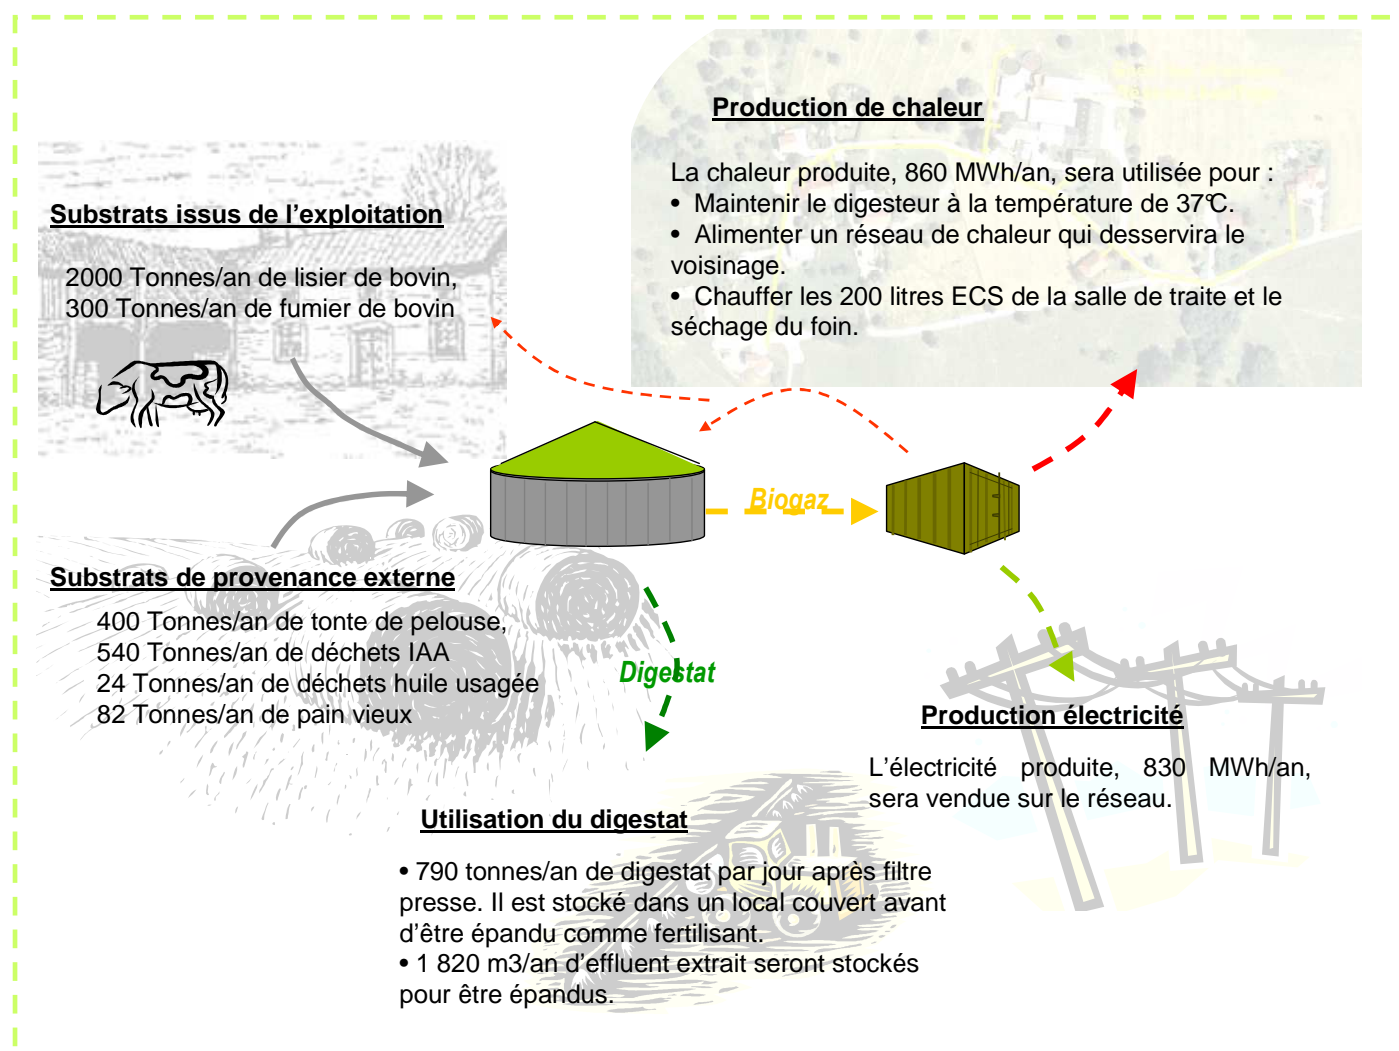 Production de chaleur
La chaleur produite, 860 MWh/an, sera utilisée pour :
• Maintenir le digesteur à la température de 37°C.
• Alimenter un réseau de chaleur qui desservira le
voisinage.
• Chauffer les 200 litres ECS de la salle de traite et le
séchage du foin.
Substrats issus de l’exploitation
2000 Tonnes/an de lisier de bovin,
300 Tonnes/an de fumier de bovin
Biogaz
Substrats de provenance externe
400 Tonnes/an de tonte de pelouse,
540 Tonnes/an de déchets IAA
24 Tonnes/an de déchets huile usagée
82 Tonnes/an de pain vieux
Digestat
Production électricité
L’électricité produite, 830 MWh/an,
sera vendue sur le réseau.
Utilisation du digestat
• 790 tonnes/an de digestat par jour après filtre
presse. Il est stocké dans un local couvert avant
d’être épandu comme fertilisant.
• 1 820 m3/an d’effluent extrait seront stockés
pour être épandus.